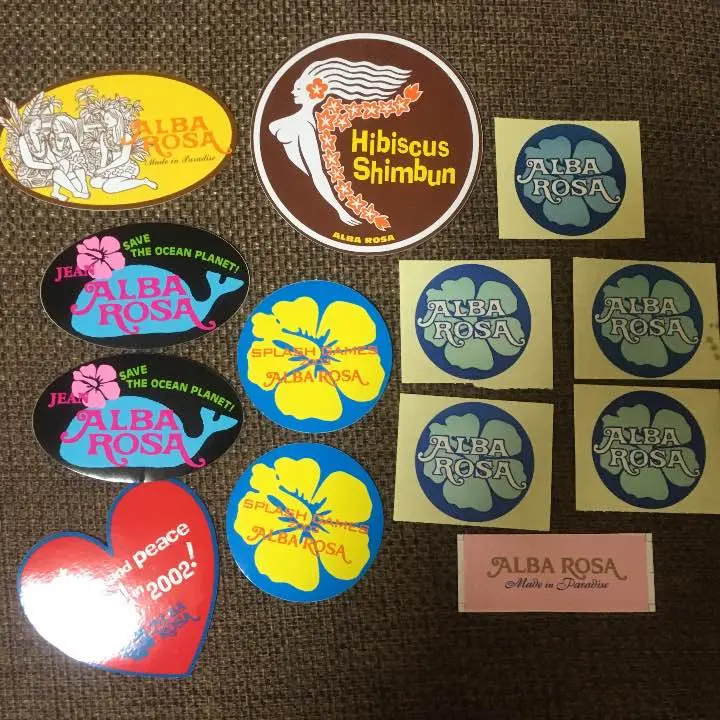 ALBA
ROSA
Made in Paradise
Hibiscus
Shimbun
ALBA ROSA
ALBA
ROSA
SAVE
THE OCEAN PLANET!
JEAN
ALBA
ROSA
ALBA
ROSA
ALBA
ROSA
SPLASH GAMES
ALBA ROSA
SAVE
THE OCEAN PLANET!
JEAN
ALBA
ROSA
ALBA
ROSA
ALBA
ROSA
SPLASH GAMES
ALBA ROSA
peace
in 2002!
ALBA
ROSA
ALBA ROSA
Made in Paradise